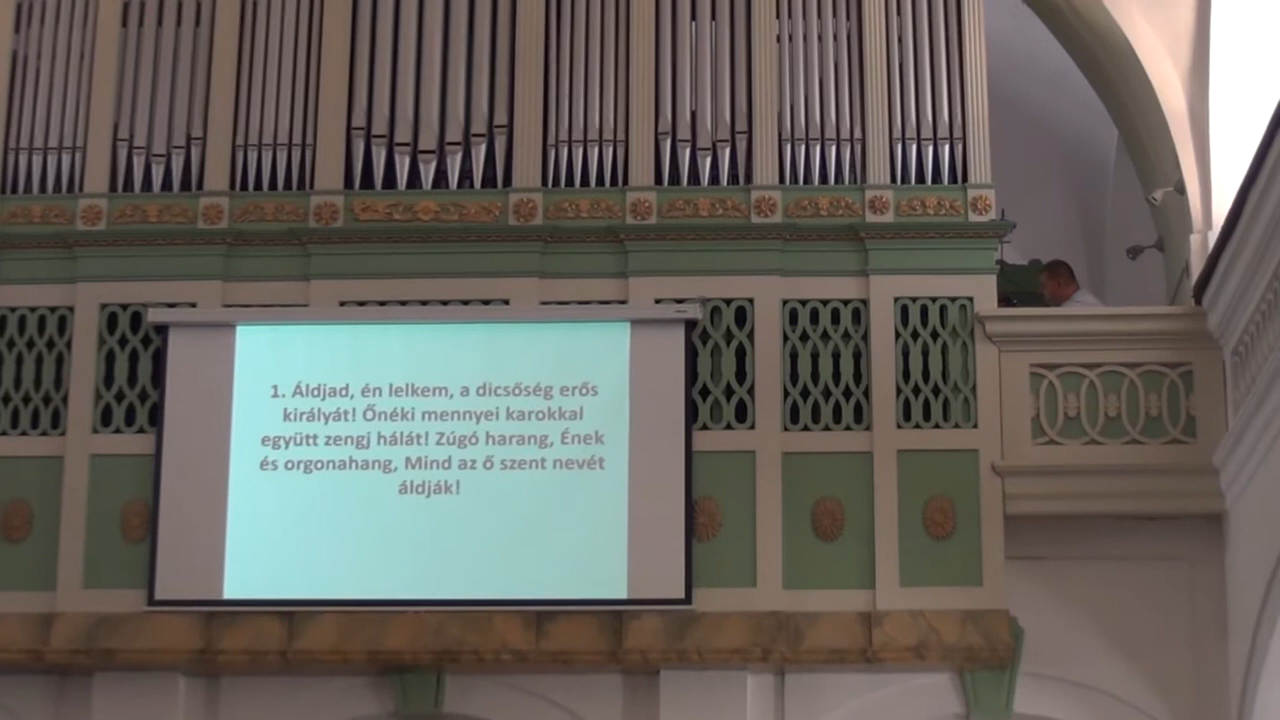 1. Áldjad, én lelkem, a dicsőség erős
királyát! Őnéki mennyei karokkal
együtt zengj hálát! Zúgó harang, Ének
és orgonahang, Mind az ő szent nevét
áldják!